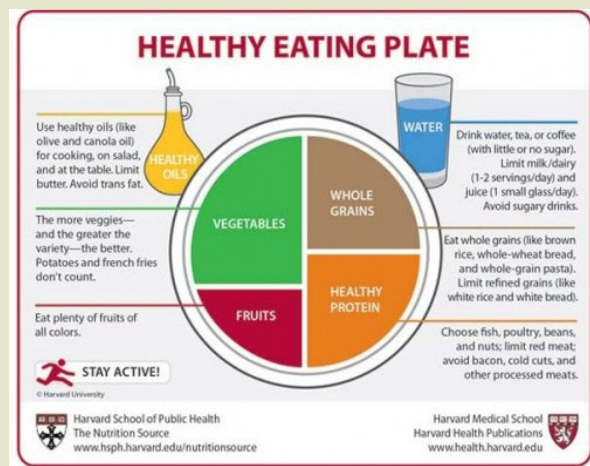 HEALTHY EATING PLATE
Use healthy oils (like
olive and canola oil)
for cooking, on salad,
and at the table. Limit
butter. Avoid trans fat.
HEALTHY
OILS
The more veggies—
and the greater the
variety—the better.
Potatoes and french fries
don't count.
Eat plenty of fruits of
all colors.
VEGETABLES
FRUITS
WHOLE
GRAINS
HEALTHY
PROTEIN
WATER
Drink water, tea, or coffee
(with little or no sugar).
Limit milk/dairy
(1-2 servings/day) and
juice (1 small glass/day).
Avoid sugary drinks.
Eat whole grains (like brown
rice, whole-wheat bread,
and whole-grain pasta).
Limit refined grains (like
white rice and white bread).
Choose fish, poultry, beans,
and nuts; limit red meat;
avoid bacon, cold cuts, and
other processed meats.
STAY ACTIVE!
© Harvard University
Harvard School of Public Health
The Nutrition Source
www.hsph.harvard.edu/nutritionsource
Harvard Medical School
Harvard Health Publications
www.health.harvard.edu